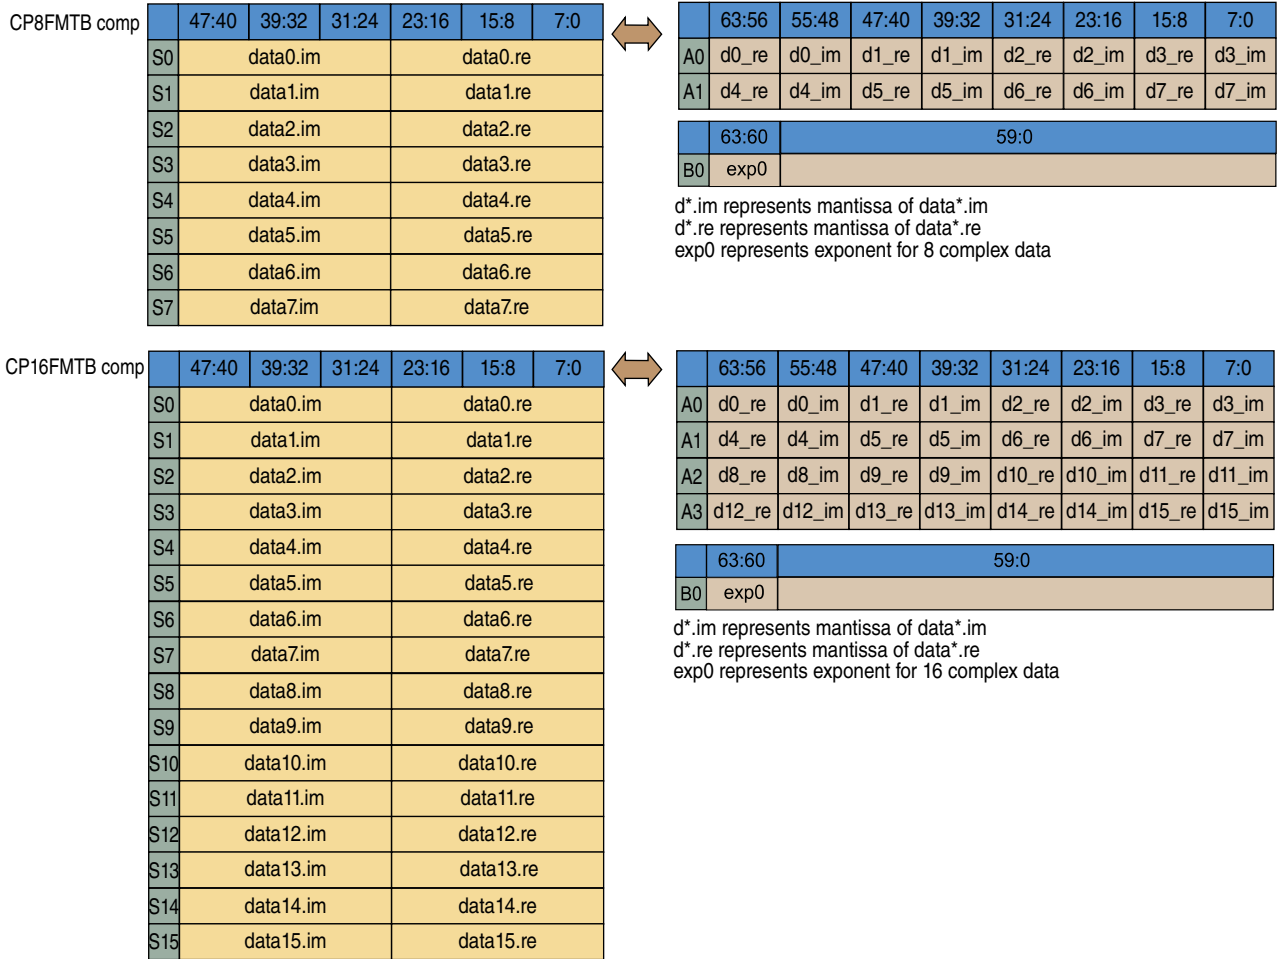 CP8FMTB comp
47:40 39:32 31:24 23:16 15:8 7:0
S0 data0.im data0.re
S1 data1.im data1.re
S2 data2.im data2.re
S3 data3.im data3.re
S4 data4.im data4.re
S5 data5.im data5.re
S6 data6.im data6.re
S7 data7.im data7.re
63:56 55:48 47:40 39:32 31:24 23:16 15:8 7:0
A0 d0_re d0_im d1_re d1_im d2_re d2_im d3_re d3_im
A1 d4_re d4_im d5_re d5_im d6_re d6_im d7_re d7_im
63:60 59:0
B0 exp0
d*.im represents mantissa of data*.im
d*.re represents mantissa of data*.re
exp0 represents exponent for 8 complex data
CP16FMTB comp
47:40 39:32 31:24 23:16 15:8 7:0
S0 data0.im data0.re
S1 data1.im data1.re
S2 data2.im data2.re
S3 data3.im data3.re
S4 data4.im data4.re
S5 data5.im data5.re
S6 data6.im data6.re
S7 data7.im data7.re
S8 data8.im data8.re
S9 data9.im data9.re
S10 data10.im data10.re
S11 data11.im data11.re
S12 data12.im data12.re
S13 data13.im data13.re
S14 data14.im data14.re
S15 data15.im data15.re
63:56 55:48 47:40 39:32 31:24 23:16 15:8 7:0
A0 d0_re d0_im d1_re d1_im d2_re d2_im d3_re d3_im
A1 d4_re d4_im d5_re d5_im d6_re d6_im d7_re d7_im
A2 d8_re d8_im d9_re d9_im d10_re d10_im d11_re d11_im
A3 d12_re d12_im d13_re d13_im d14_re d14_im d15_re d15_im
63:60 59:0
B0 exp0
d*.im represents mantissa of data*.im
d*.re represents mantissa of data*.re
exp0 represents exponent for 16 complex data